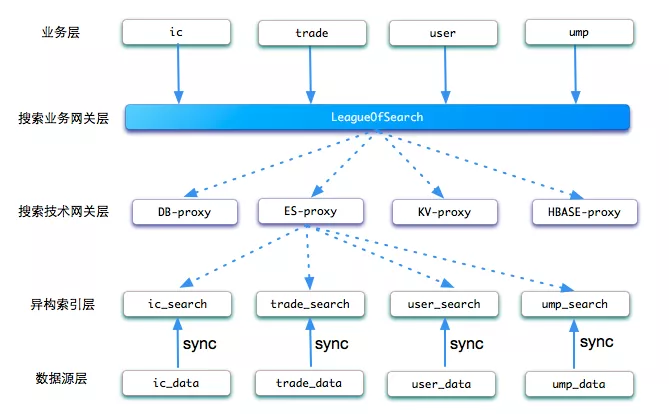 业务层 ic trade user ump
搜索业务网关层 LeagueOfSearch
搜索技术网关层 DB-proxy ES-proxy KV-proxy HBASE-proxy
异构索引层 ic_search trade_search user_search ump_search
sync sync sync sync
数据源层 ic_data trade_data user_data ump_data